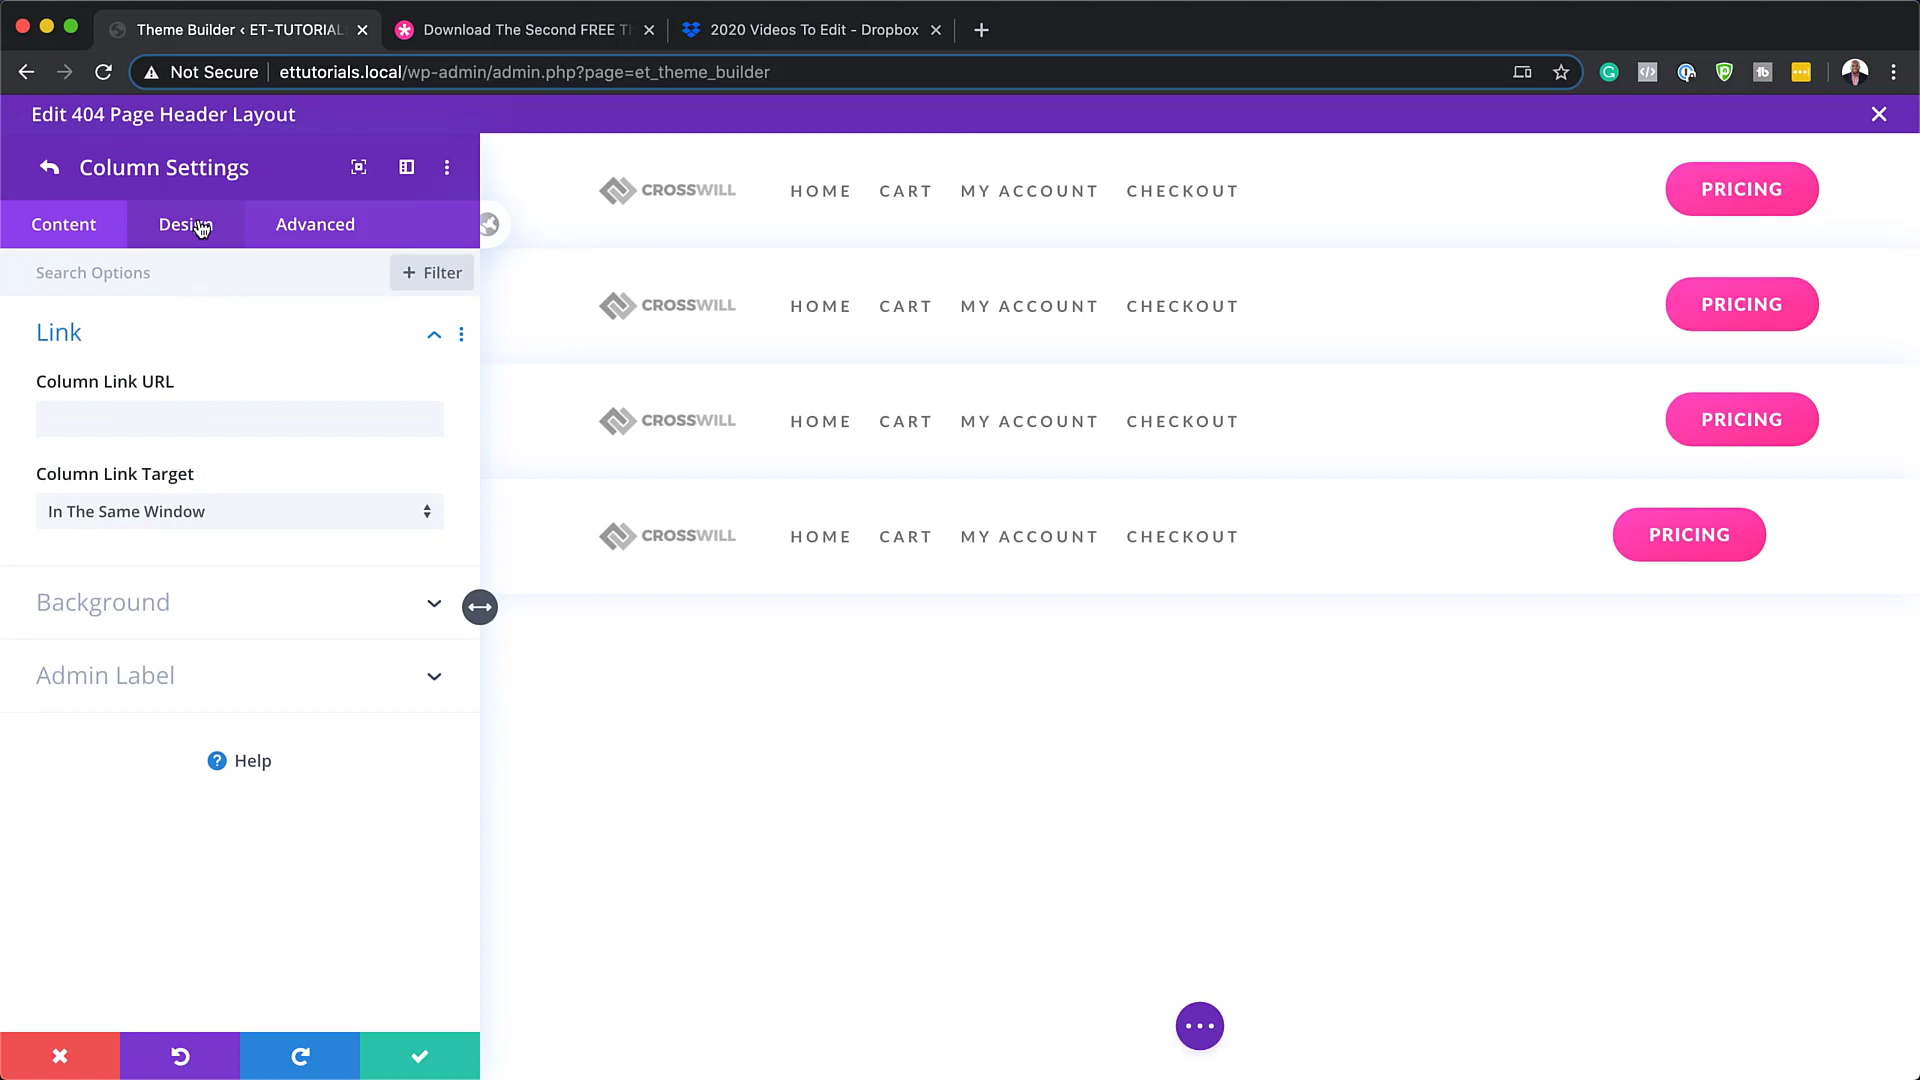 Theme Builder ‹ ET-TUTORIAL
Download The Second FREE T
2020 Videos To Edit - Dropbox
Not Secure
ettutorials.local/wp-admin/admin.php?page=et_theme_builder
Edit 404 Page Header Layout
Column Settings
Content
Design
Advanced
Search Options
+ Filter
Link
Column Link URL
Column Link Target
In The Same Window
Background
Admin Label
? Help
CROSSWILL HOME CART MY ACCOUNT CHECKOUT PRICING
CROSSWILL HOME CART MY ACCOUNT CHECKOUT PRICING
CROSSWILL HOME CART MY ACCOUNT CHECKOUT PRICING
CROSSWILL HOME CART MY ACCOUNT CHECKOUT PRICING